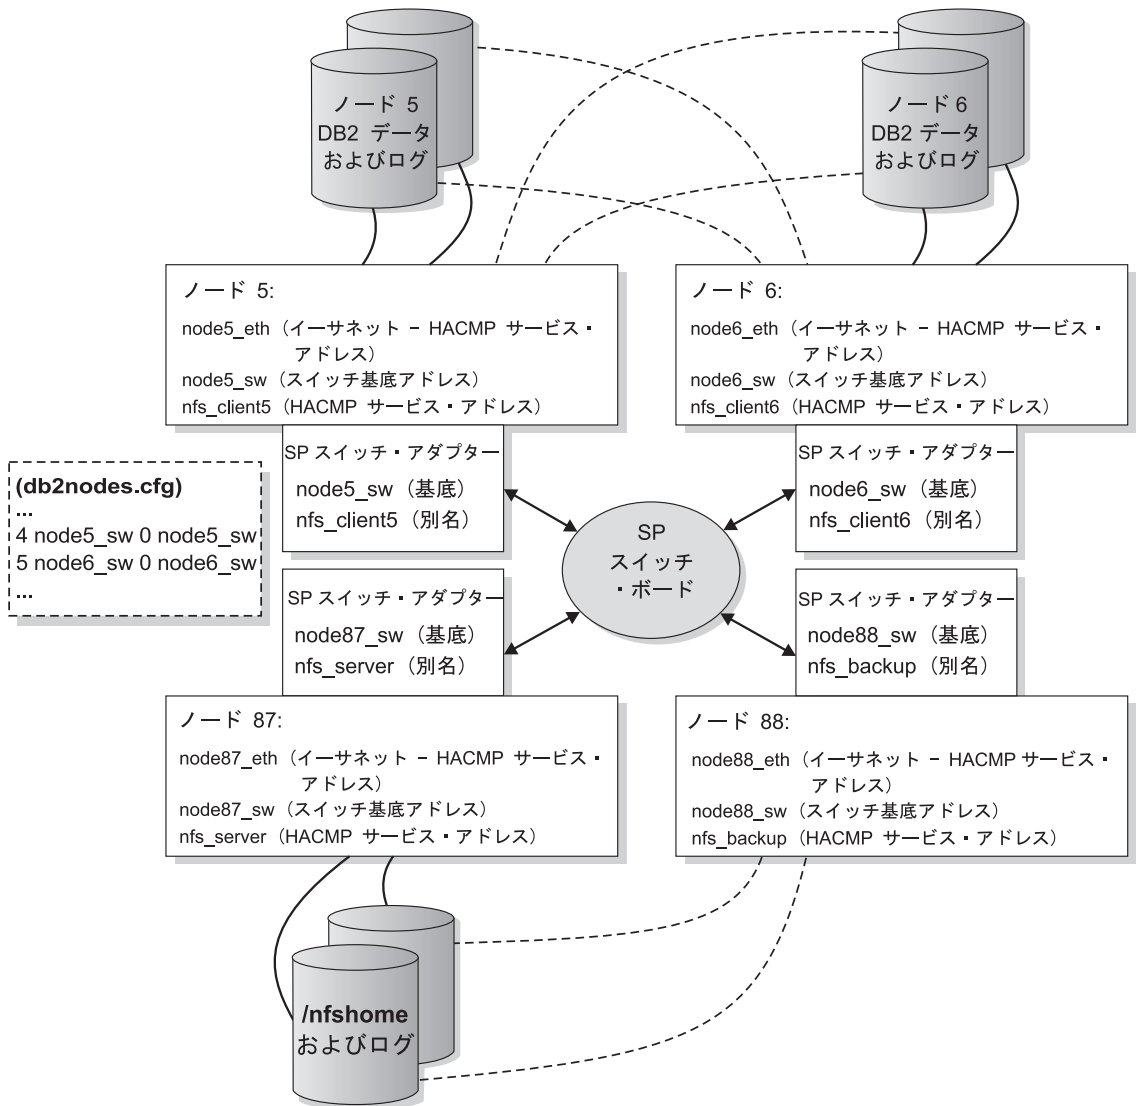 ノード 5
DB2 データ
およびログ
ノード 6
DB2 データ
およびログ
ノード 5:
node5_eth (イーサネット － HACMP サービス・
アドレス)
node5_sw (スイッチ基底アドレス)
nfs_client5 (HACMP サービス・アドレス)
ノード 6:
node6_eth (イーサネット － HACMP サービス・
アドレス)
node6_sw (スイッチ基底アドレス)
nfs_client6 (HACMP サービス・アドレス)
SP スイッチ・アダプター
node5_sw (基底)
nfs_client5 (別名)
SP スイッチ・アダプター
node6_sw (基底)
nfs_client6 (別名)
(db2nodes.cfg)
...
4 node5_sw 0 node5_sw
5 node6_sw 0 node6_sw
...
SP
スイッチ
・ボード
SP スイッチ・アダプター
node87_sw (基底)
nfs_server (別名)
SP スイッチ・アダプター
node88_sw (基底)
nfs_backup (別名)
ノード 87:
node87_eth (イーサネット － HACMP サービス・
アドレス)
node87_sw (スイッチ基底アドレス)
nfs_server (HACMP サービス・アドレス)
ノード 88:
node88_eth (イーサネット － HACMP サービス・
アドレス)
node88_sw (スイッチ基底アドレス)
nfs_backup (HACMP サービス・アドレス)
/nfshome
およびログ